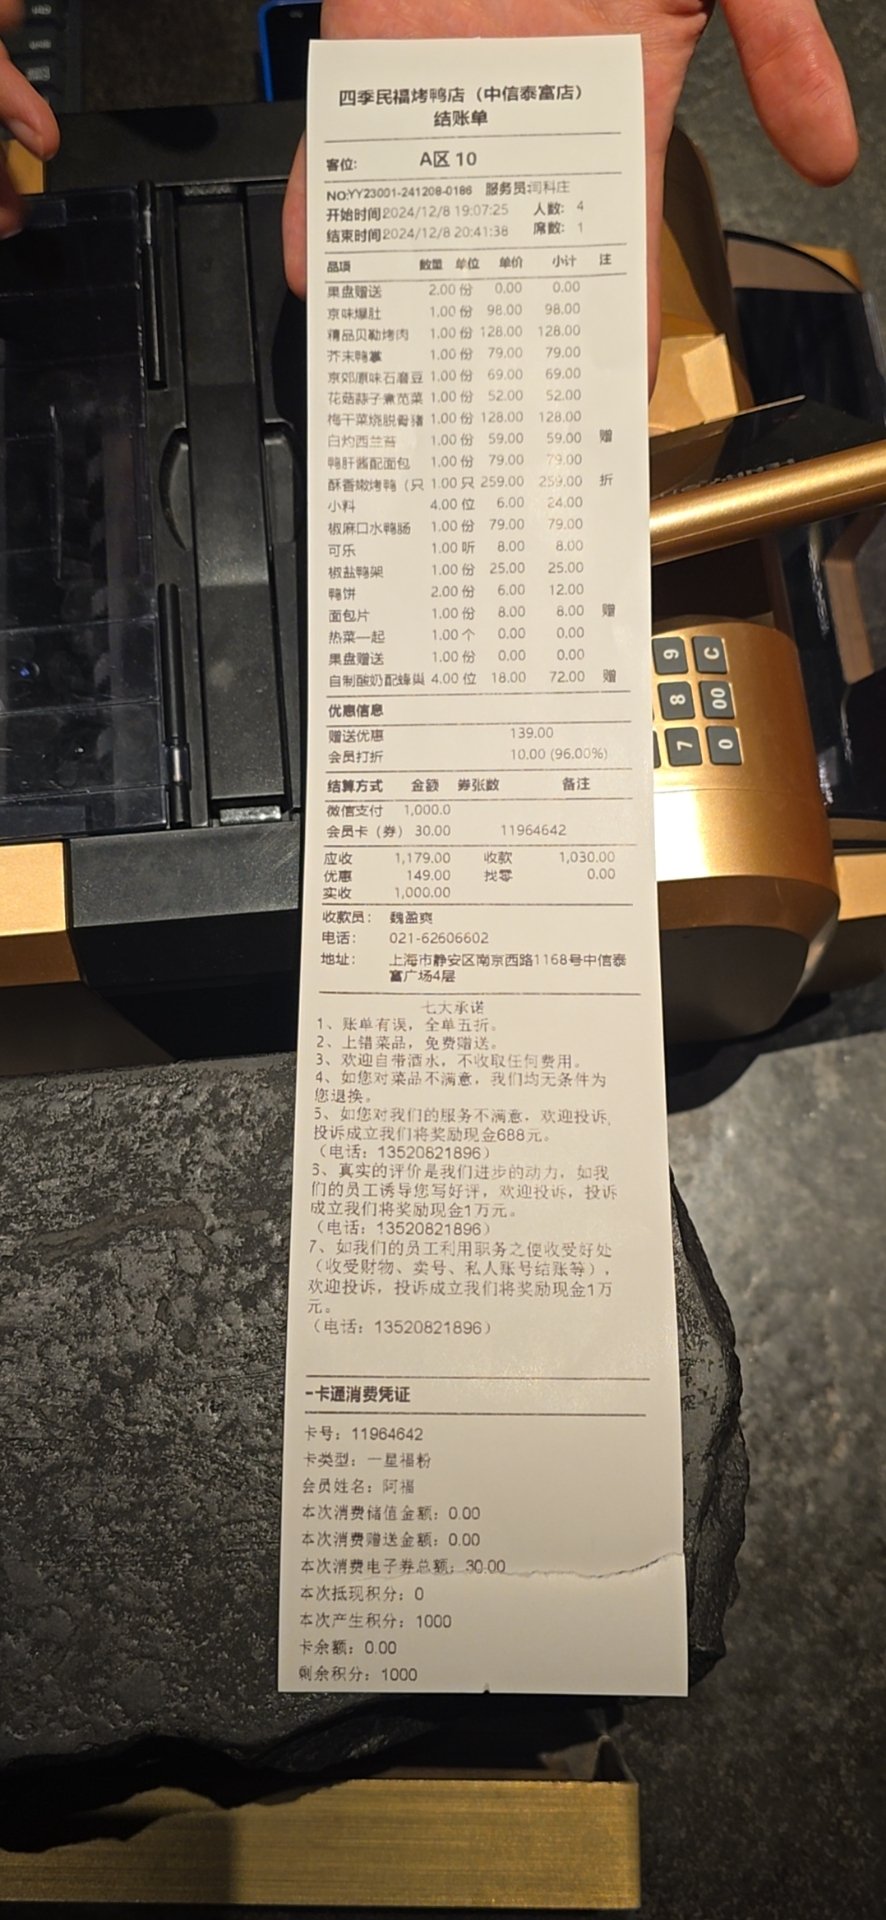 四季民福烤鸭店（中信泰富店）
结账单
客位： A区 10
NO:YY23001-241208-0186 服务员:闫科庄
开始时间2024/12/8 19:07:25 人数： 4
结束时间2024/12/8 20:41:38 席数： 1
品项 数量 单位 单价 小计 注
果盘赠送 2.00 份 0.00 0.00
京味爆肚 1.00 份 98.00 98.00
精品贝勒烤肉 1.00 份 128.00 128.00
芥末鸭掌 1.00 份 79.00 79.00
京郊原味石磨豆 1.00 份 69.00 69.00
花菇蒜子煮苋菜 1.00 份 52.00 52.00
梅干菜烧脱骨猪 1.00 份 128.00 128.00
白灼西兰苔 1.00 份 59.00 59.00 赠
鸭肝酱配面包 1.00 份 79.00 79.00
酥香嫩烤鸭（只 1.00 只 259.00 259.00 折
小料 4.00 位 6.00 24.00
椒麻口水鸭肠 1.00 份 79.00 79.00
可乐 1.00 听 8.00 8.00
椒盐鸭架 1.00 份 25.00 25.00
鸭饼 2.00 份 6.00 12.00
面包片 1.00 份 8.00 8.00 赠
热菜一起 1.00 个 0.00 0.00
果盘赠送 1.00 份 0.00 0.00
自制酸奶配蜂巢 4.00 位 18.00 72.00 赠
优惠信息
赠送优惠 139.00
会员打折 10.00 (96.00%)
结算方式 金额 券张数 备注
微信支付 1,000.0
会员卡（券） 30.00 11964642
应收 1,179.00 收款 1,030.00
优惠 149.00 找零 0.00
实收 1,000.00
收款员： 魏盈爽
电话： 021-62606602
地址： 上海市静安区南京西路1168号中信泰
富广场4层
七大承诺
1、账单有误，全单五折。
2、上错菜品，免费赠送。
3、欢迎自带酒水，不收取任何费用。
4、如您对菜品不满意，我们均无条件为
您退换。
5、如您对我们的服务不满意，欢迎投诉，
投诉成立我们将奖励现金688元。
（电话：13520821896）
6、真实的评价是我们进步的动力，如我
们的员工诱导您写好评，欢迎投诉，投诉
成立我们将奖励现金1万元。
（电话：13520821896）
7、如我们的员工利用职务之便收受好处
（收受财物、卖号、私人账号结账等），
欢迎投诉，投诉成立我们将奖励现金1万
元。
（电话：13520821896）
一卡通消费凭证
卡号：11964642
卡类型：一星福粉
会员姓名：阿福
本次消费储值金额：0.00
本次消费赠送金额：0.00
本次消费电子券总额：30.00
本次抵现积分：0
本次产生积分：1000
卡余额：0.00
剩余积分：1000
9 C
8 00
7 0